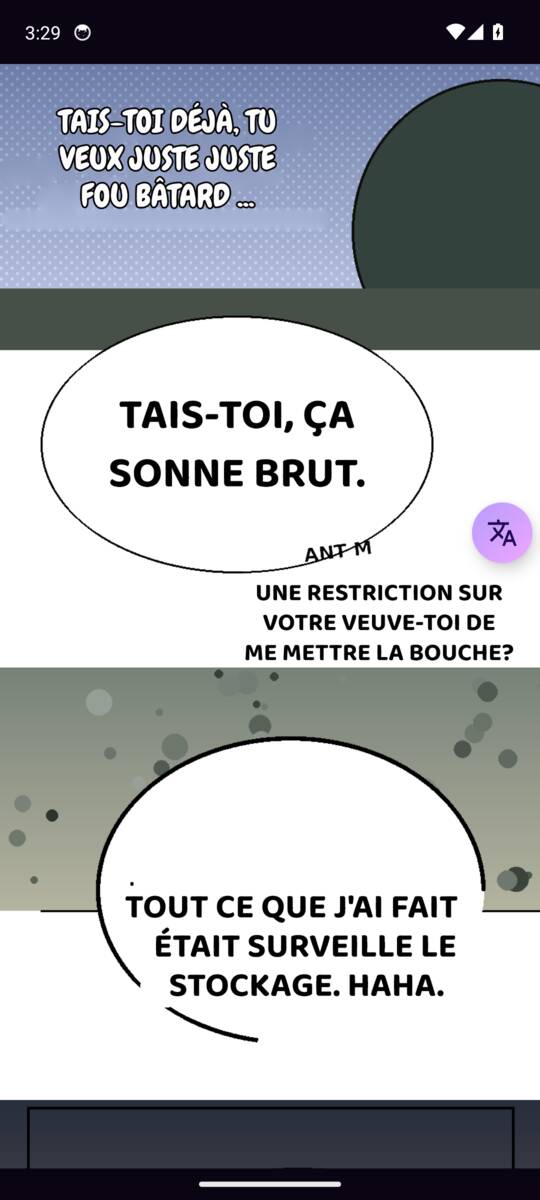 3:29
TAIS-TOI DÉJÀ, TU
VEUX JUSTE JUSTE
FOU BÂTARD ...
TAIS-TOI, ÇA
SONNE BRUT.
ANT M
UNE RESTRICTION SUR
VOTRE VEUVE-TOI DE
ME METTRE LA BOUCHE?
TOUT CE QUE J'AI FAIT
ÉTAIT SURVEILLE LE
STOCKAGE. HAHA.